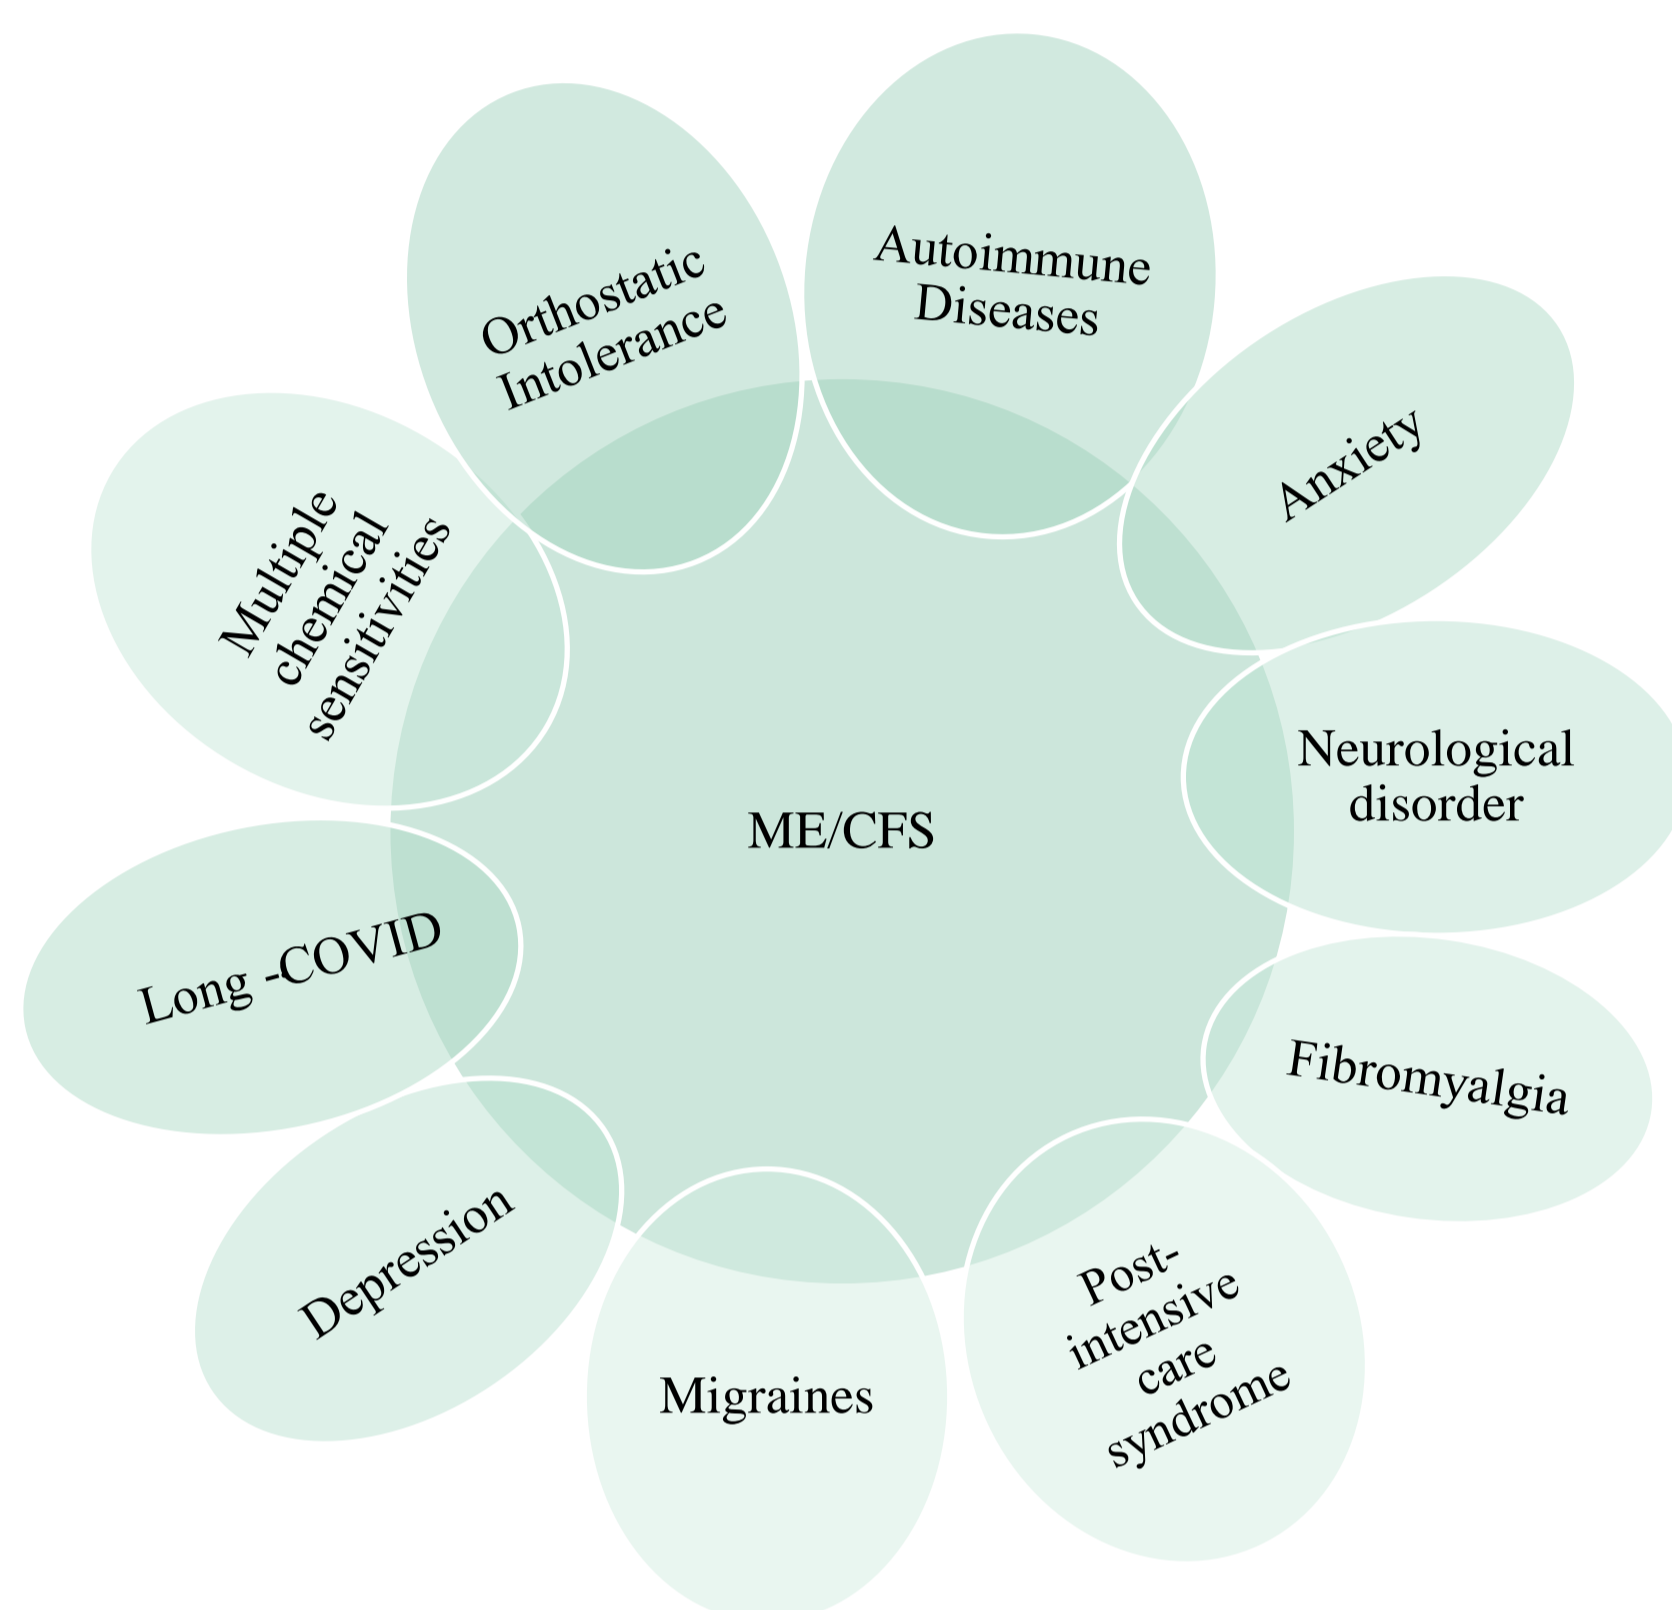 Autoimmune
Diseases
Orthostatic
Intolerance
Anxiety
Multiple
chemical
sensitivities
Neurological
disorder
ME/CFS
Long -COVID
Fibromyalgia
Depression
Post-
intensive
care
syndrome
Migraines